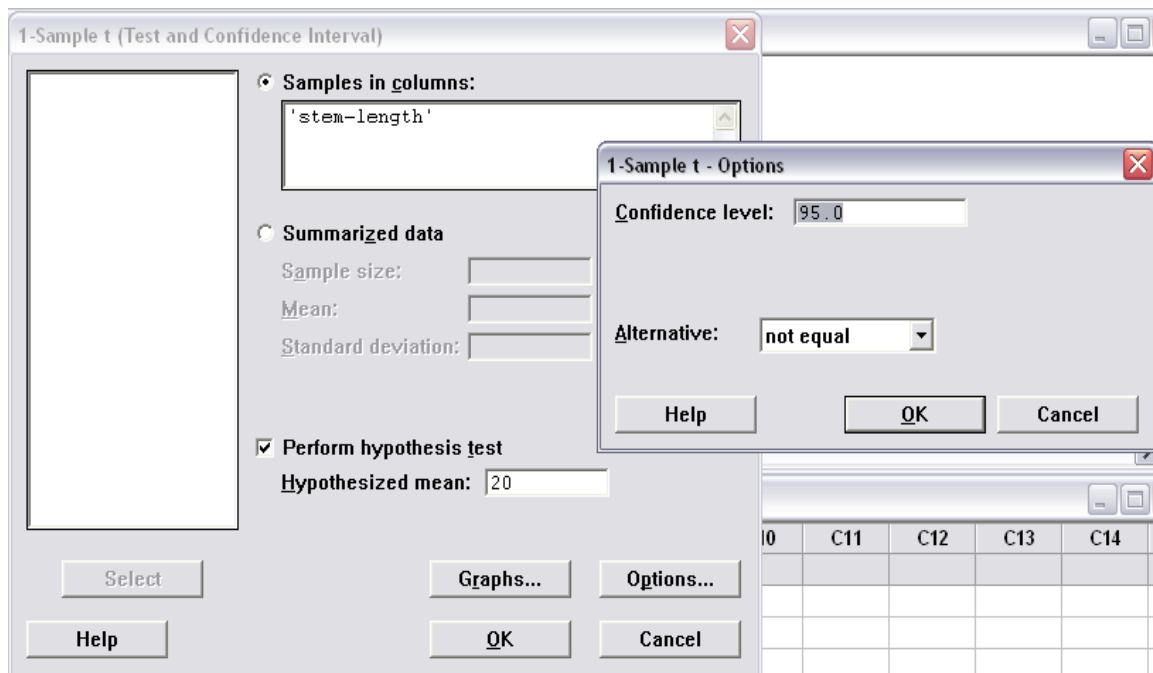 1-Sample t (Test and Confidence Interval)
Samples in columns:
'stem-length'
Summarized data
Sample size:
Mean:
Standard deviation:
Perform hypothesis test
Hypothesized mean: 20
Select
Graphs...
Options...
Help
OK
Cancel
1-Sample t - Options
Confidence level: 95.0
Alternative: not equal
Help
OK
Cancel
C11 C12 C13 C14